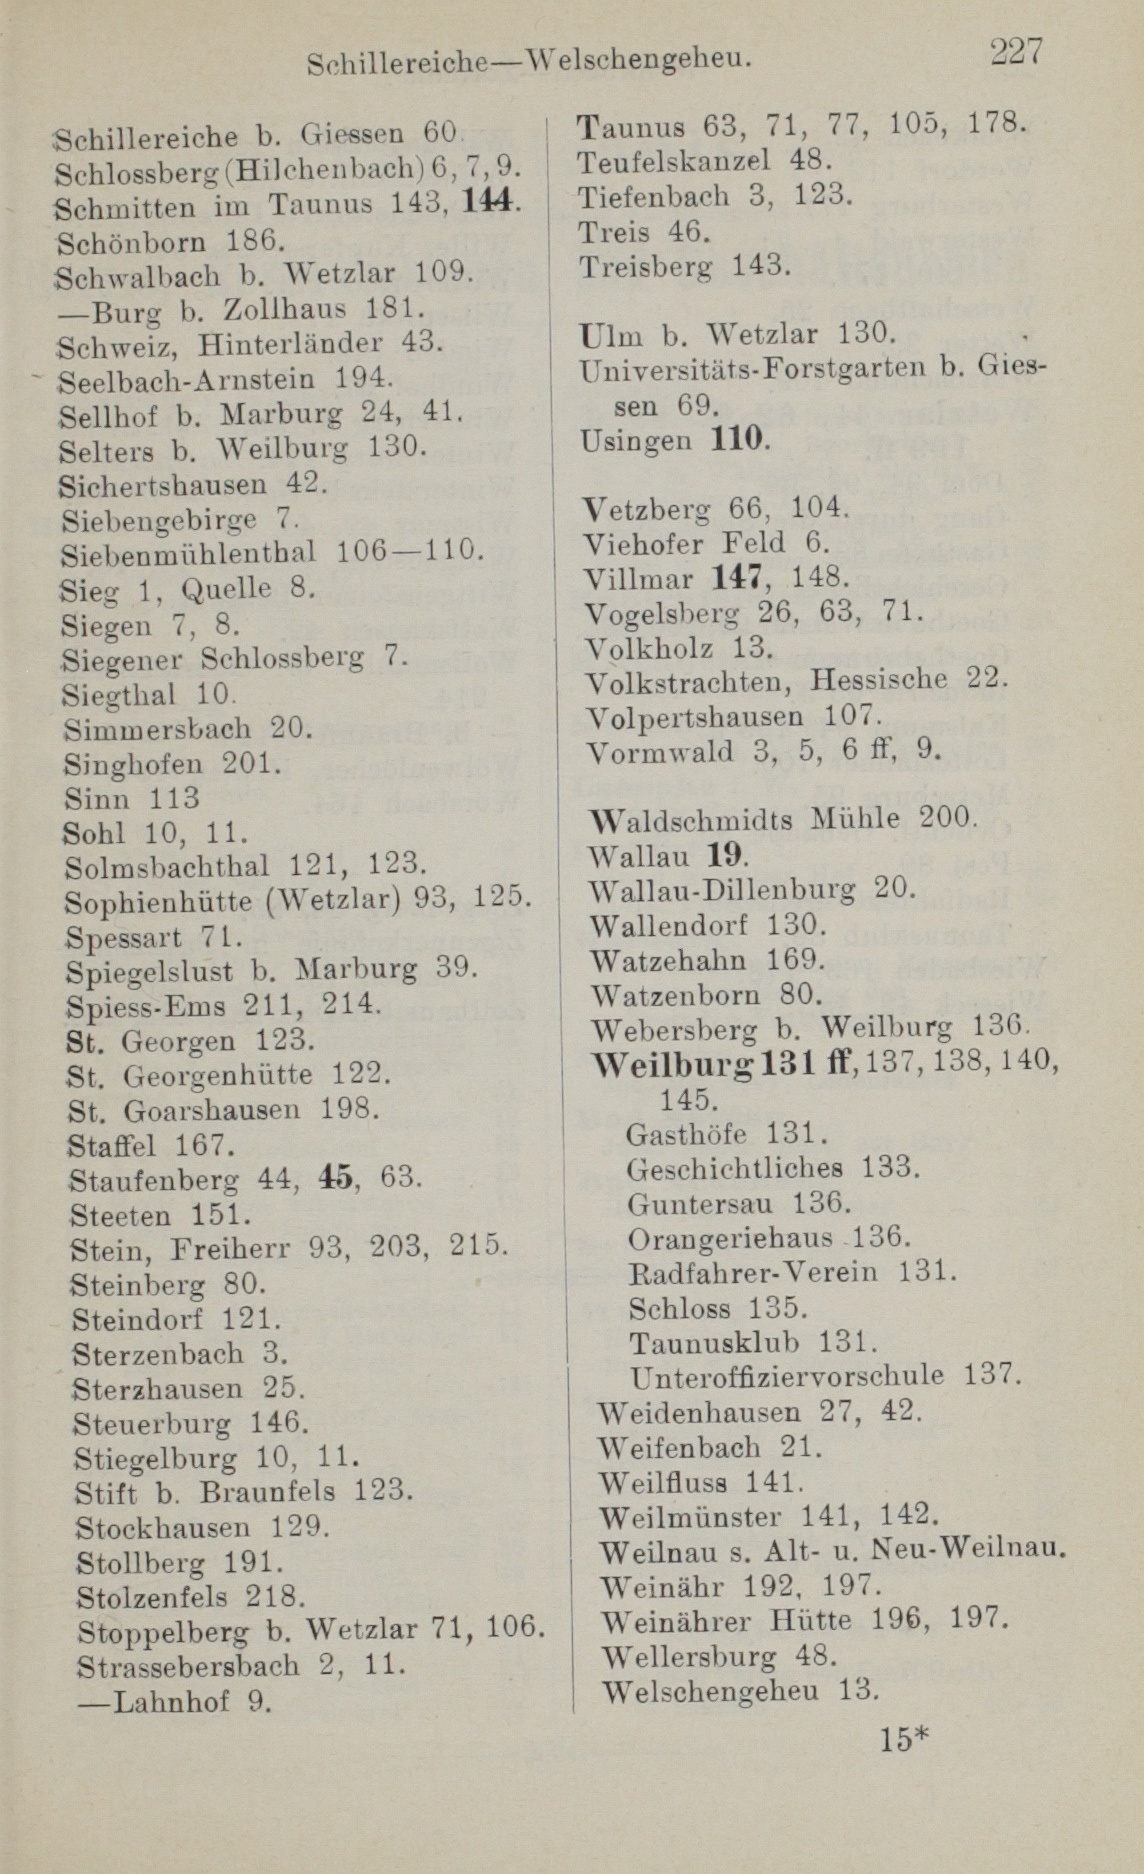 Schillereiche—Welschengeheu. 227
Schillereiche b. Giessen 60.
Schlossberg (Hilchenbach) 6, 7, 9.
Schmitten im Taunus 143, 144.
Schönborn 186.
Schwalbach b. Wetzlar 109.
—Burg b. Zollhaus 181.
Schweiz, Hinterländer 43.
Seelbach-Arnstein 194.
Sellhof b. Marburg 24, 41.
Selters b. Weilburg 130.
Sichertshausen 42.
Siebengebirge 7.
Siebenmühlenthal 106—110.
Sieg 1, Quelle 8.
Siegen 7, 8.
Siegener Schlossberg 7.
Siegthal 10.
Simmersbach 20.
Singhofen 201.
Sinn 113
Sohl 10, 11.
Solmsbachthal 121, 123.
Sophienhütte (Wetzlar) 93, 125.
Spessart 71.
Spiegelslust b. Marburg 39.
Spiess-Ems 211, 214.
St. Georgen 123.
St. Georgenhütte 122.
St. Goarshausen 198.
Staffel 167.
Staufenberg 44, 45, 63.
Steeten 151.
Stein, Freiherr 93, 203, 215.
Steinberg 80.
Steindorf 121.
Sterzenbach 3.
Sterzhausen 25.
Steuerburg 146.
Stiegelburg 10, 11.
Stift b. Braunfels 123.
Stockhausen 129.
Stollberg 191.
Stolzenfels 218.
Stoppelberg b. Wetzlar 71, 106.
Strassebersbach 2, 11.
—Lahnhof 9.
Taunus 63, 71, 77, 105, 178.
Teufelskanzel 48.
Tiefenbach 3, 123.
Treis 46.
Treisberg 143.
Ulm b. Wetzlar 130.
Universitäts-Forstgarten b. Gies-
sen 69.
Usingen 110.
Vetzberg 66, 104.
Viehofer Feld 6.
Villmar 147, 148.
Vogelsberg 26, 63, 71.
Volkholz 13.
Volkstrachten, Hessische 22.
Volpertshausen 107.
Vormwald 3, 5, 6 ff, 9.
Waldschmidts Mühle 200.
Wallau 19.
Wallau-Dillenburg 20.
Wallendorf 130.
Watzehahn 169.
Watzenborn 80.
Webersberg b. Weilburg 136.
Weilburg 131 ff, 137, 138, 140,
145.
Gasthöfe 131.
Geschichtliches 133.
Guntersau 136.
Orangeriehaus 136.
Radfahrer-Verein 131.
Schloss 135.
Taunusklub 131.
Unteroffiziervorschule 137.
Weidenhausen 27, 42.
Weifenbach 21.
Weilfluss 141.
Weilmünster 141, 142.
Weilnau s. Alt- u. Neu-Weilnau.
Weinähr 192, 197.
Weinährer Hütte 196, 197.
Wellersburg 48.
Welschengeheu 13.
15*